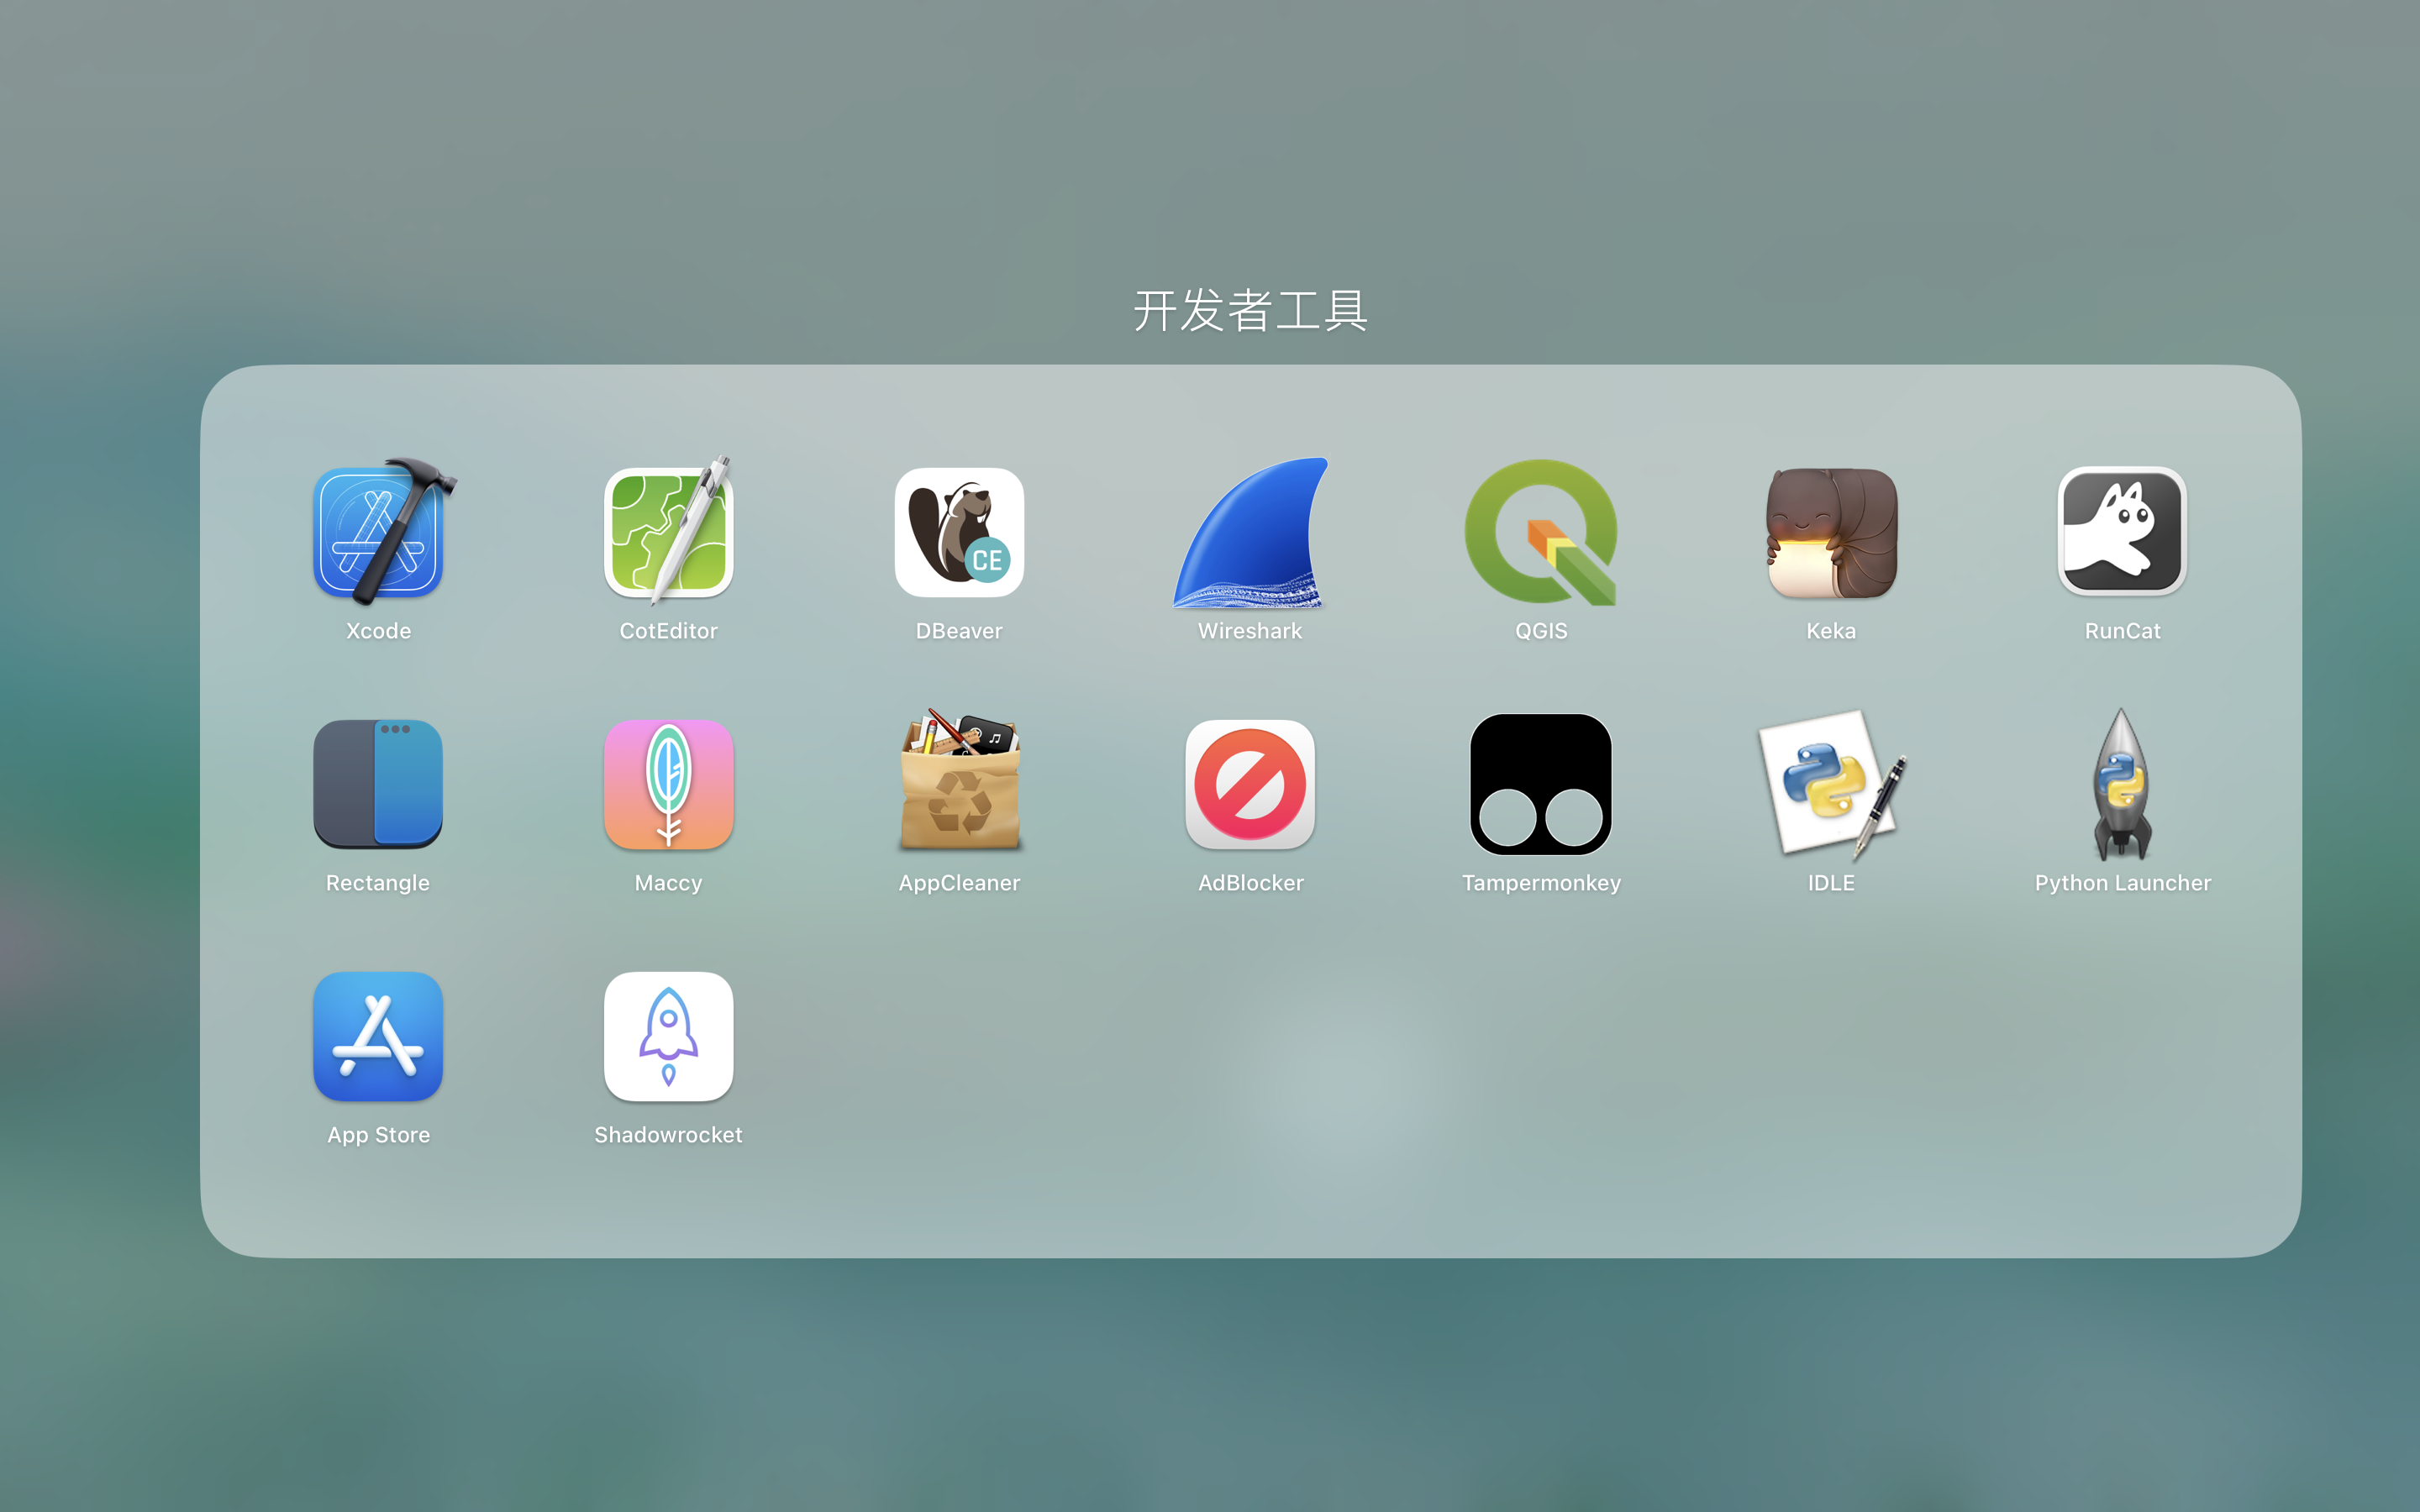 开发者工具
Xcode
CotEditor
DBeaver
CE
Wireshark
QGIS
Keka
RunCat
Rectangle
Maccy
AppCleaner
AdBlocker
Tampermonkey
IDLE
Python Launcher
App Store
Shadowrocket